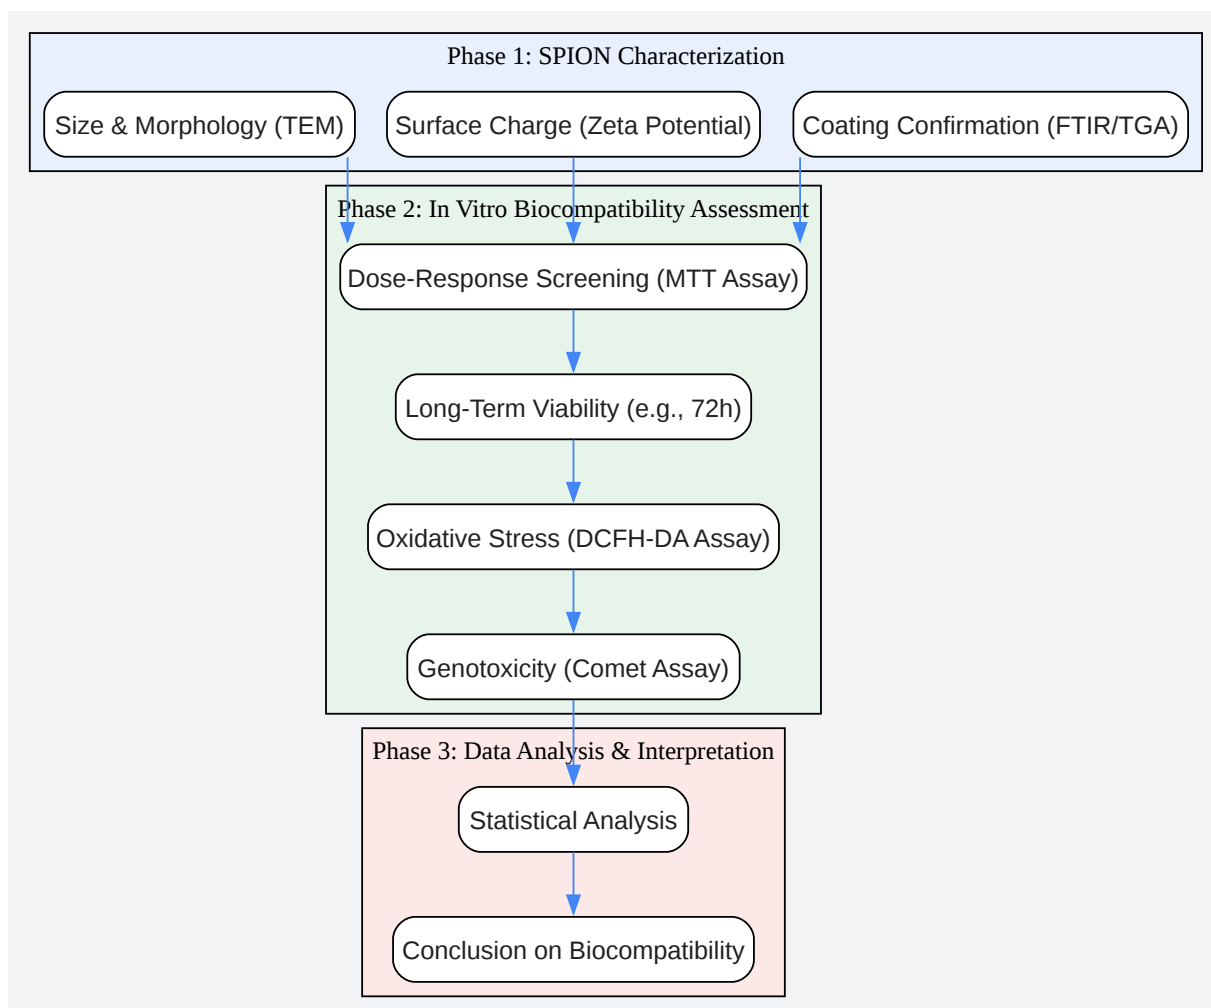 Phase 1: SPION Characterization
Size & Morphology (TEM)
Surface Charge (Zeta Potential)
Coating Confirmation (FTIR/TGA)
Phase 2: In Vitro Biocompatibility Assessment
Dose-Response Screening (MTT Assay)
Long-Term Viability (e.g., 72h)
Oxidative Stress (DCFH-DA Assay)
Genotoxicity (Comet Assay)
Phase 3: Data Analysis & Interpretation
Statistical Analysis
Conclusion on Biocompatibility